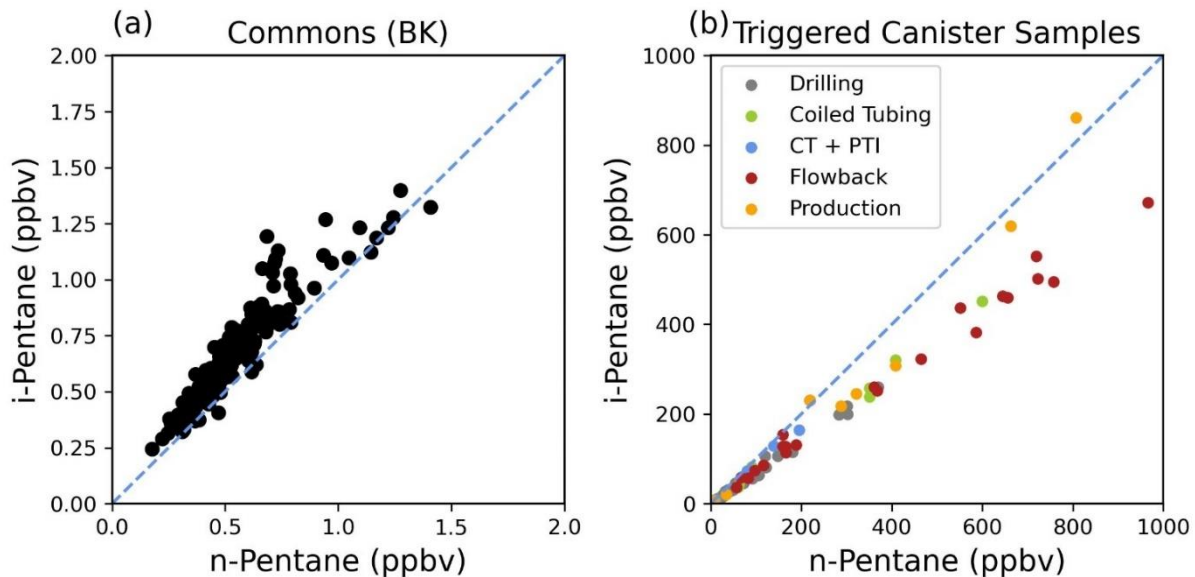 (a)
Commons (BK)
i-Pentane (ppbv)
2.00
1.75
1.50
1.25
1.00
0.75
0.50
0.25
0.00
0.0
0.5
1.0
1.5
2.0
n-Pentane (ppbv)
(b)
Triggered Canister Samples
i-Pentane (ppbv)
1000
800
600
400
200
0
Drilling
Coiled Tubing
CT + PTI
Flowback
Production
0
200
400
600
800
1000
n-Pentane (ppbv)